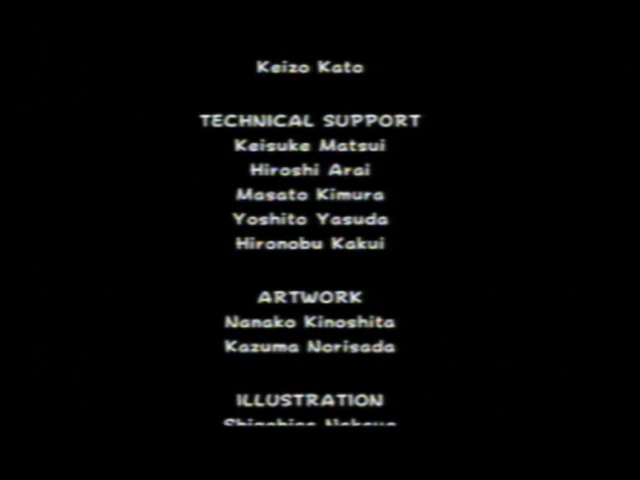 Keizo Kato
TECHNICAL SUPPORT
Keisuke Matsui
Hiroshi Arai
Masato Kimura
Yoshito Yasuda
Hironobu Kakui
ARTWORK
Nanako Kinoshita
Kazuma Norisada
ILLUSTRATION